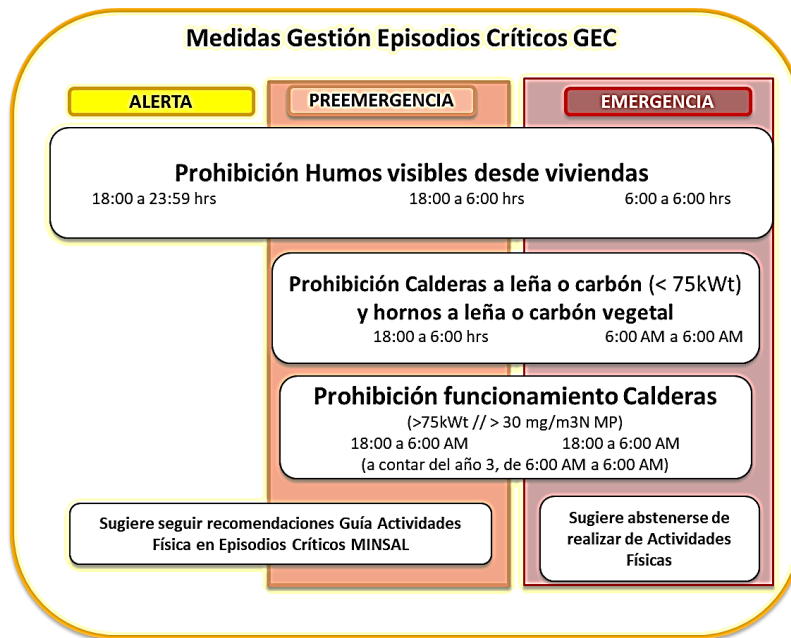 Medidas Gestión Episodios Críticos GEC
ALERTA
PREEMERGENCIA
EMERGENCIA
Prohibición Humos visibles desde viviendas
18:00 a 23:59 hrs
18:00 a 6:00 hrs
6:00 a 6:00 hrs
Prohibición Calderas a leña o carbón (< 75kWt)
y hornos a leña o carbón vegetal
18:00 a 6:00 hrs
6:00 AM a 6:00 AM
Prohibición funcionamiento Calderas
(>75kWt // > 30 mg/m3N MP)
18:00 a 6:00 AM
18:00 a 6:00 AM
(a contar del año 3, de 6:00 AM a 6:00 AM)
Sugiere seguir recomendaciones Guía Actividades
Física en Episodios Críticos MINSAL
Sugiere abstenerse de
realizar de Actividades
Físicas